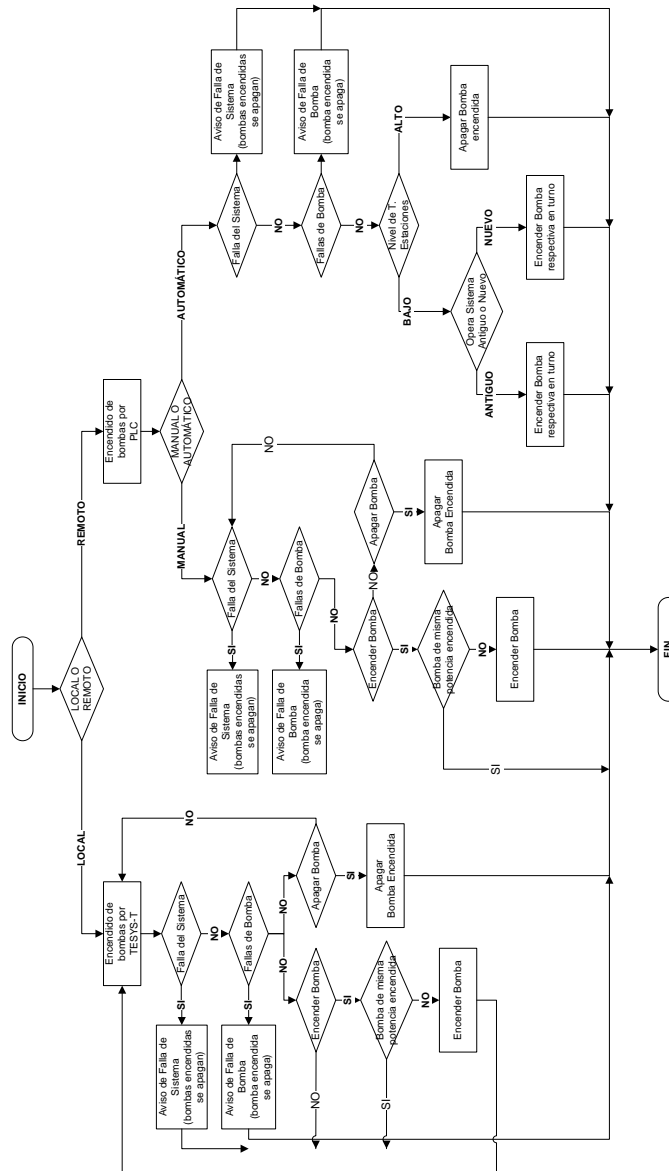 INICIO
LOCAL O
REMOTO
LOCAL
REMOTO
Encendido de
bombas por
TESYS-T
Falla del Sistema
SI
Aviso de Falla de
Sistema
(bombas encendidas
se apagan)
NO
Fallas de Bomba
SI
Aviso de Falla de
Bomba
(bomba encendida
se apaga)
NO
NO
Encender Bomba
NO
SI
Bomba de misma
potencia encendida
SI
NO
Encender Bomba
Apagar Bomba
NO
SI
Apagar
Bomba Encendida
Encendido de
bombas por
PLC
MANUAL O
AUTOMÁTICO
MANUAL
AUTOMÁTICO
Falla del Sistema
SI
Aviso de Falla de
Sistema
(bombas encendidas
se apagan)
NO
Fallas de Bomba
SI
Aviso de Falla de
Bomba
(bomba encendida
se apaga)
NO
Encender Bomba
NO
SI
Bomba de misma
potencia encendida
SI
NO
Encender Bomba
Apagar Bomba
NO
SI
Apagar
Bomba Encendida
Falla del Sistema
Aviso de Falla de
Sistema
(bombas encendidas
se apagan)
NO
Fallas de Bomba
Aviso de Falla de
Bomba
(bomba encendida
se apaga)
NO
Nivel de T.
Estaciones
BAJO
ALTO
Opera Sistema
Antiguo o Nuevo
ANTIGUO
NUEVO
Encender Bomba
respectiva en turno
Encender Bomba
respectiva en turno
Apagar Bomba
encendida
FIN